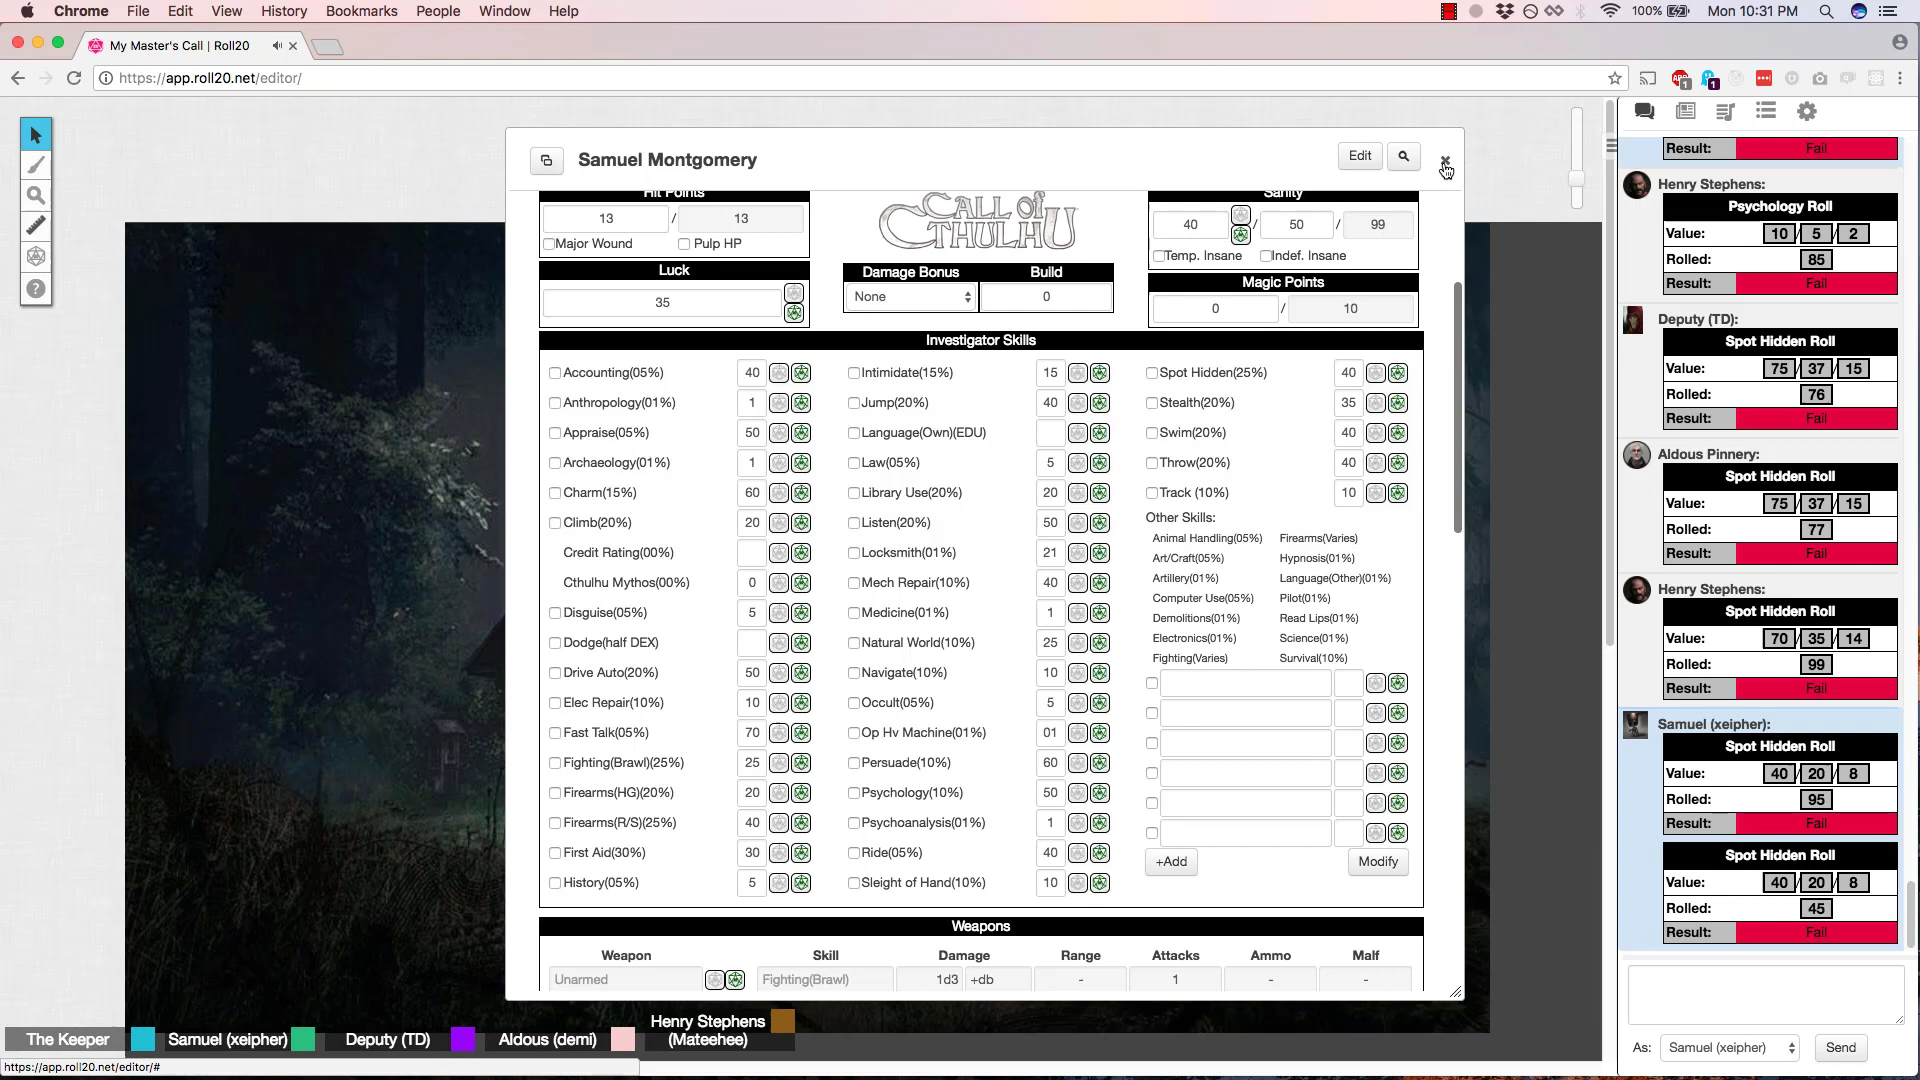 Chrome File Edit View History Bookmarks People Window Help 100% Mon 10:31 PM
My Master's Call | Roll20
https://app.roll20.net/editor/
1 1
Samuel Montgomery Edit
Hit Points
13 / 13
Major Wound Pulp HP
Luck
35
CALL of CTHULHU
Damage Bonus Build
None 0
Sanity
40 / 50 / 99
Temp. Insane Indef. Insane
Magic Points
0 / 10
Investigator Skills
Accounting(05%) 40
Anthropology(01%) 1
Appraise(05%) 50
Archaeology(01%) 1
Charm(15%) 60
Climb(20%) 20
Credit Rating(00%)
Cthulhu Mythos(00%) 0
Disguise(05%) 5
Dodge(half DEX)
Drive Auto(20%) 50
Elec Repair(10%) 10
Fast Talk(05%) 70
Fighting(Brawl)(25%) 25
Firearms(HG)(20%) 20
Firearms(R/S)(25%) 40
First Aid(30%) 30
History(05%) 5
Intimidate(15%) 15
Jump(20%) 40
Language(Own)(EDU)
Law(05%) 5
Library Use(20%) 20
Listen(20%) 50
Locksmith(01%) 21
Mech Repair(10%) 40
Medicine(01%) 1
Natural World(10%) 25
Navigate(10%) 10
Occult(05%) 5
Op Hv Machine(01%) 01
Persuade(10%) 60
Psychology(10%) 50
Psychoanalysis(01%) 1
Ride(05%) 40
Sleight of Hand(10%) 10
Spot Hidden(25%) 40
Stealth(20%) 35
Swim(20%) 40
Throw(20%) 40
Track (10%) 10
Other Skills:
Animal Handling(05%) Firearms(Varies)
Art/Craft(05%) Hypnosis(01%)
Artillery(01%) Language(Other)(01%)
Computer Use(05%) Pilot(01%)
Demolitions(01%) Read Lips(01%)
Electronics(01%) Science(01%)
Fighting(Varies) Survival(10%)
+Add Modify
Weapons
Weapon Skill Damage Range Attacks Ammo Malf
Unarmed Fighting(Brawl) 1d3 +db - 1 - -
Result: Fail
Henry Stephens:
Psychology Roll
Value: 10 / 5 / 2
Rolled: 85
Result: Fail
Deputy (TD):
Spot Hidden Roll
Value: 75 / 37 / 15
Rolled: 76
Result: Fail
Aldous Pinnery:
Spot Hidden Roll
Value: 75 / 37 / 15
Rolled: 77
Result: Fail
Henry Stephens:
Spot Hidden Roll
Value: 70 / 35 / 14
Rolled: 99
Result: Fail
Samuel (xeipher):
Spot Hidden Roll
Value: 40 / 20 / 8
Rolled: 95
Result: Fail
Spot Hidden Roll
Value: 40 / 20 / 8
Rolled: 45
Result: Fail
As: Samuel (xeipher) Send
The Keeper Samuel (xeipher) Deputy (TD) Aldous (demi) Henry Stephens
(Mateehee)
https://app.roll20.net/editor/#